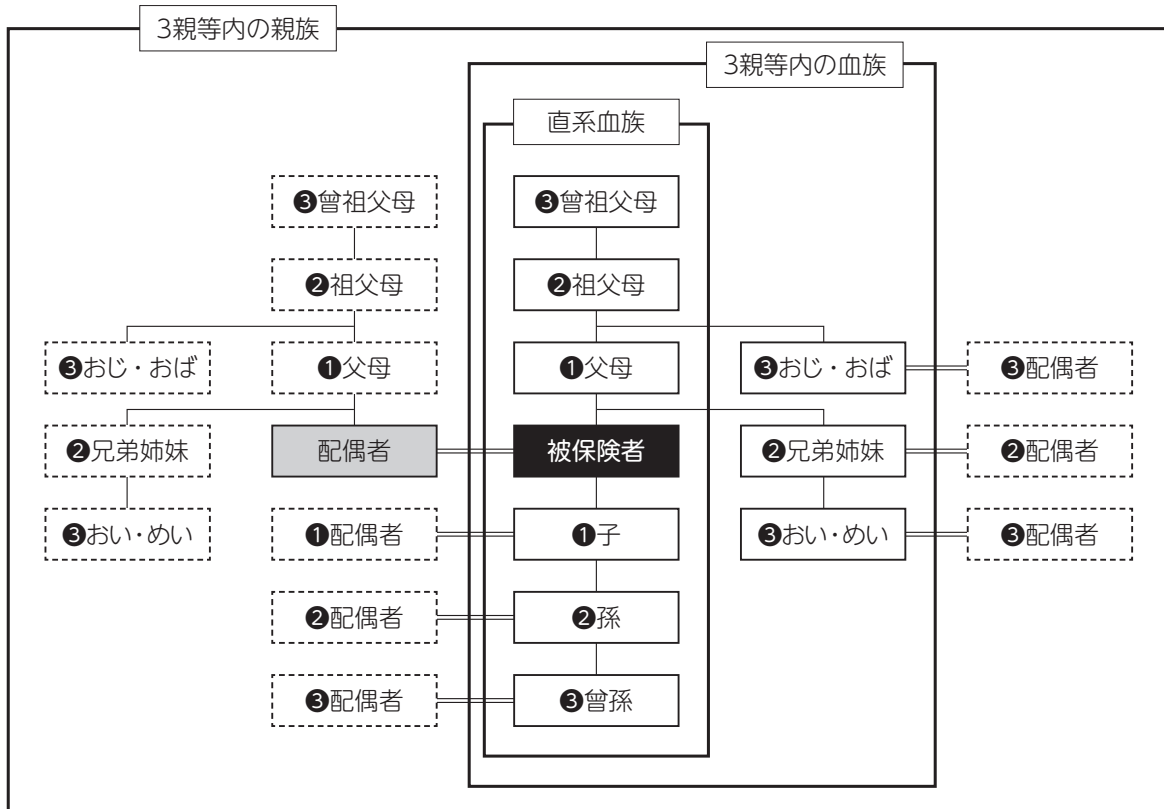 3親等内の親族
3親等内の血族
直系血族
❸曾祖父母
❸曾祖父母
❷祖父母
❷祖父母
❸おじ・おば
❶父母
❶父母
❸おじ・おば
❸配偶者
❷兄弟姉妹
配偶者
被保険者
❷兄弟姉妹
❷配偶者
❸おい・めい
❶配偶者
❶子
❸おい・めい
❸配偶者
❷配偶者
❷孫
❸配偶者
❸曾孫